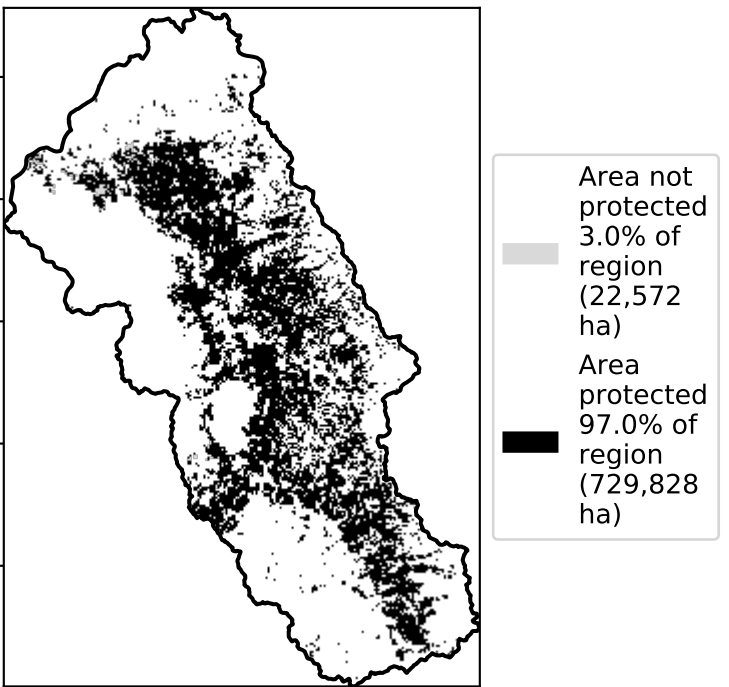 Area not
protected
3.0% of
region
(22,572
ha)
Area
protected
97.0% of
region
(729,828
ha)